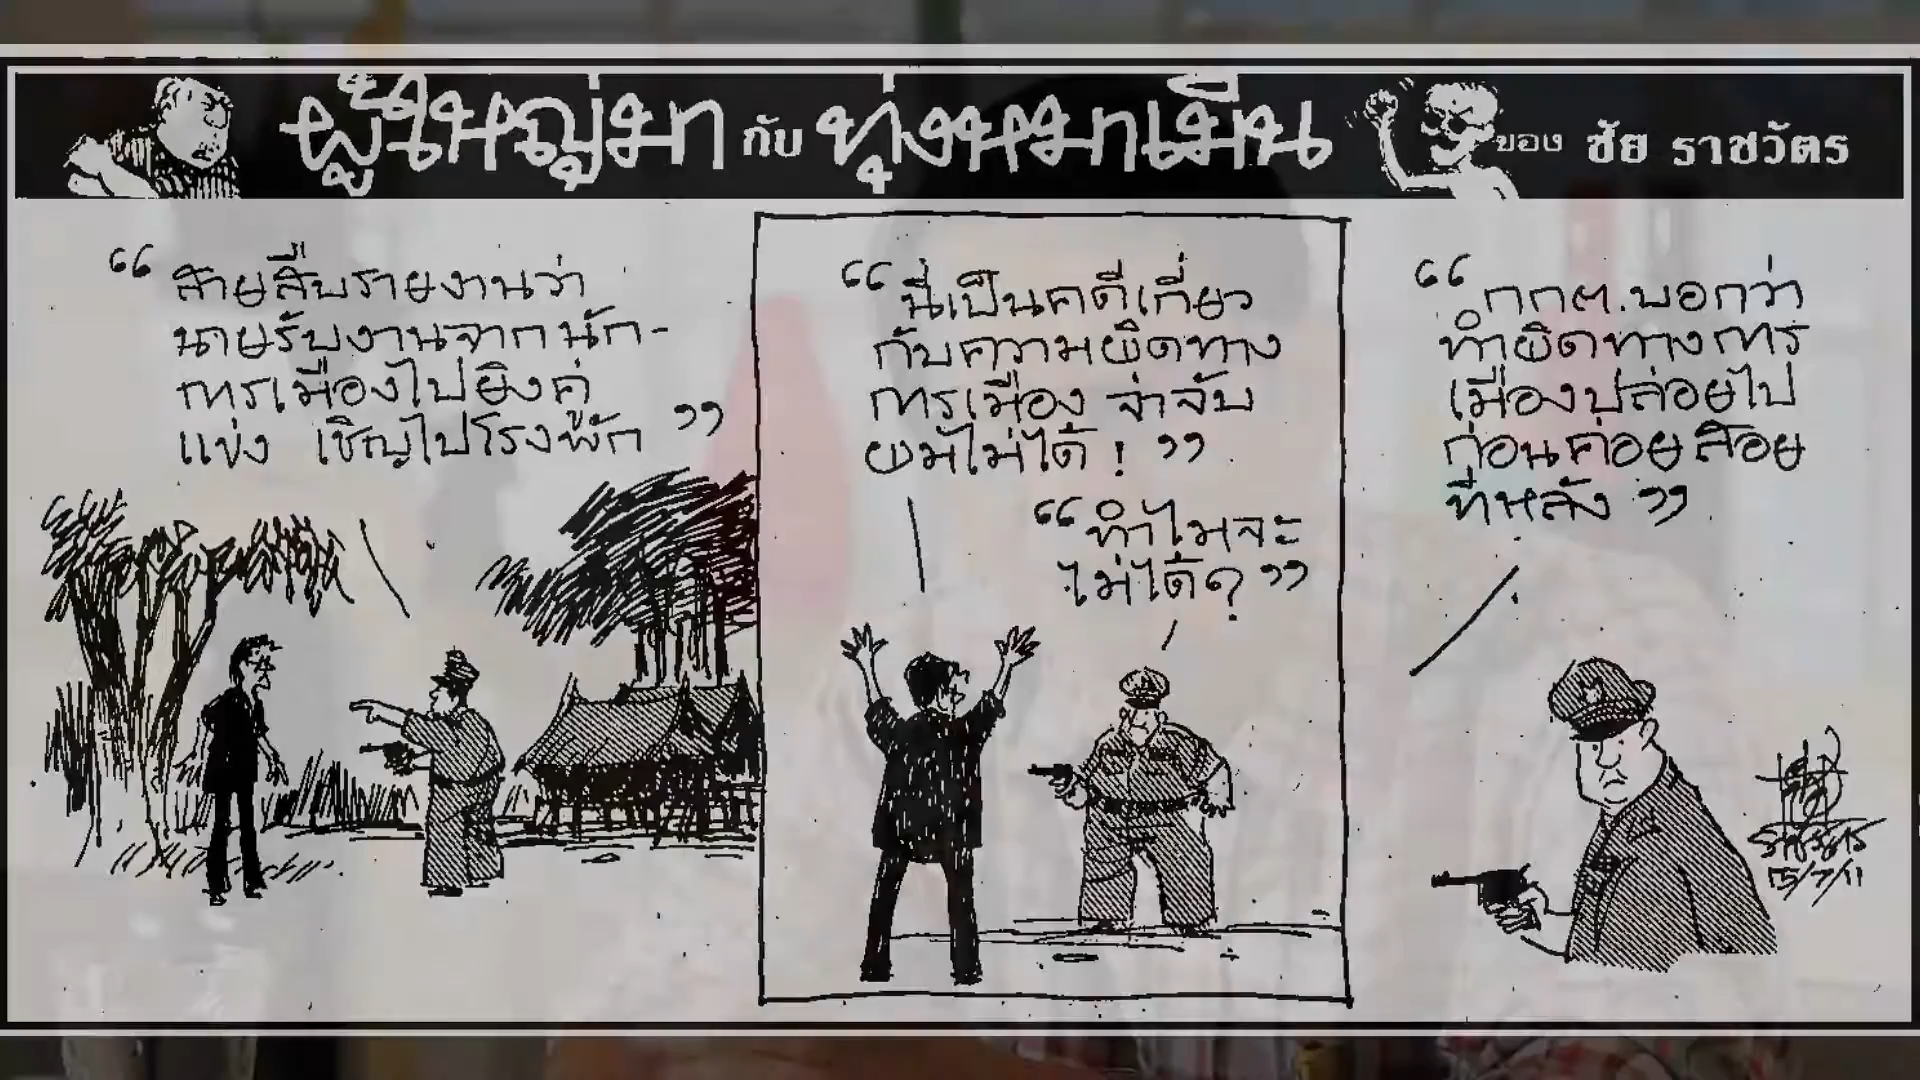 ผู้ใหญ่มา กับ ทุ่งหมาเมิน ของ ชัย ราชวัตร
“ สายสืบรายงานว่า
นายรับงานจากนัก-
การเมืองไปยิงคู่
แข่ง เชิญไปโรงพัก ”
“ นี่เป็นคดีเกี่ยว
กับความผิดทาง
การเมือง จ่าจับ
ผมไม่ได้ ! ”
“ ทำไมจะ
ไม่ได้? ”
“ กกต. บอกว่า
ทำผิดทางการ
เมืองปล่อยไป
ก่อนค่อยสอย
ทีหลัง ”
ราชวัตร
15/7/11